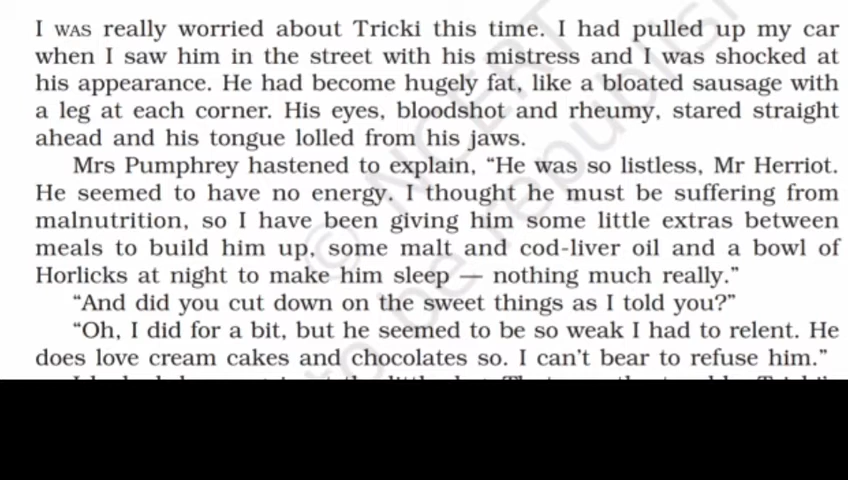 I WAS really worried about Tricki this time. I had pulled up my car
when I saw him in the street with his mistress and I was shocked at
his appearance. He had become hugely fat, like a bloated sausage with
a leg at each corner. His eyes, bloodshot and rheumy, stared straight
ahead and his tongue lolled from his jaws.
Mrs Pumphrey hastened to explain, “He was so listless, Mr Herriot.
He seemed to have no energy. I thought he must be suffering from
malnutrition, so I have been giving him some little extras between
meals to build him up, some malt and cod-liver oil and a bowl of
Horlicks at night to make him sleep — nothing much really.”
“And did you cut down on the sweet things as I told you?”
“Oh, I did for a bit, but he seemed to be so weak I had to relent. He
does love cream cakes and chocolates so. I can’t bear to refuse him.”
© NCERT
to be republis